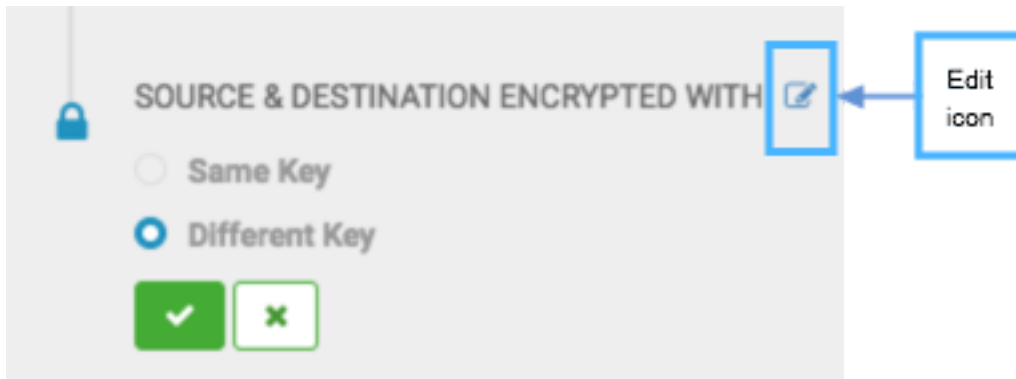 SOURCE & DESTINATION ENCRYPTED WITH
Edit
icon
Same Key
Different Key